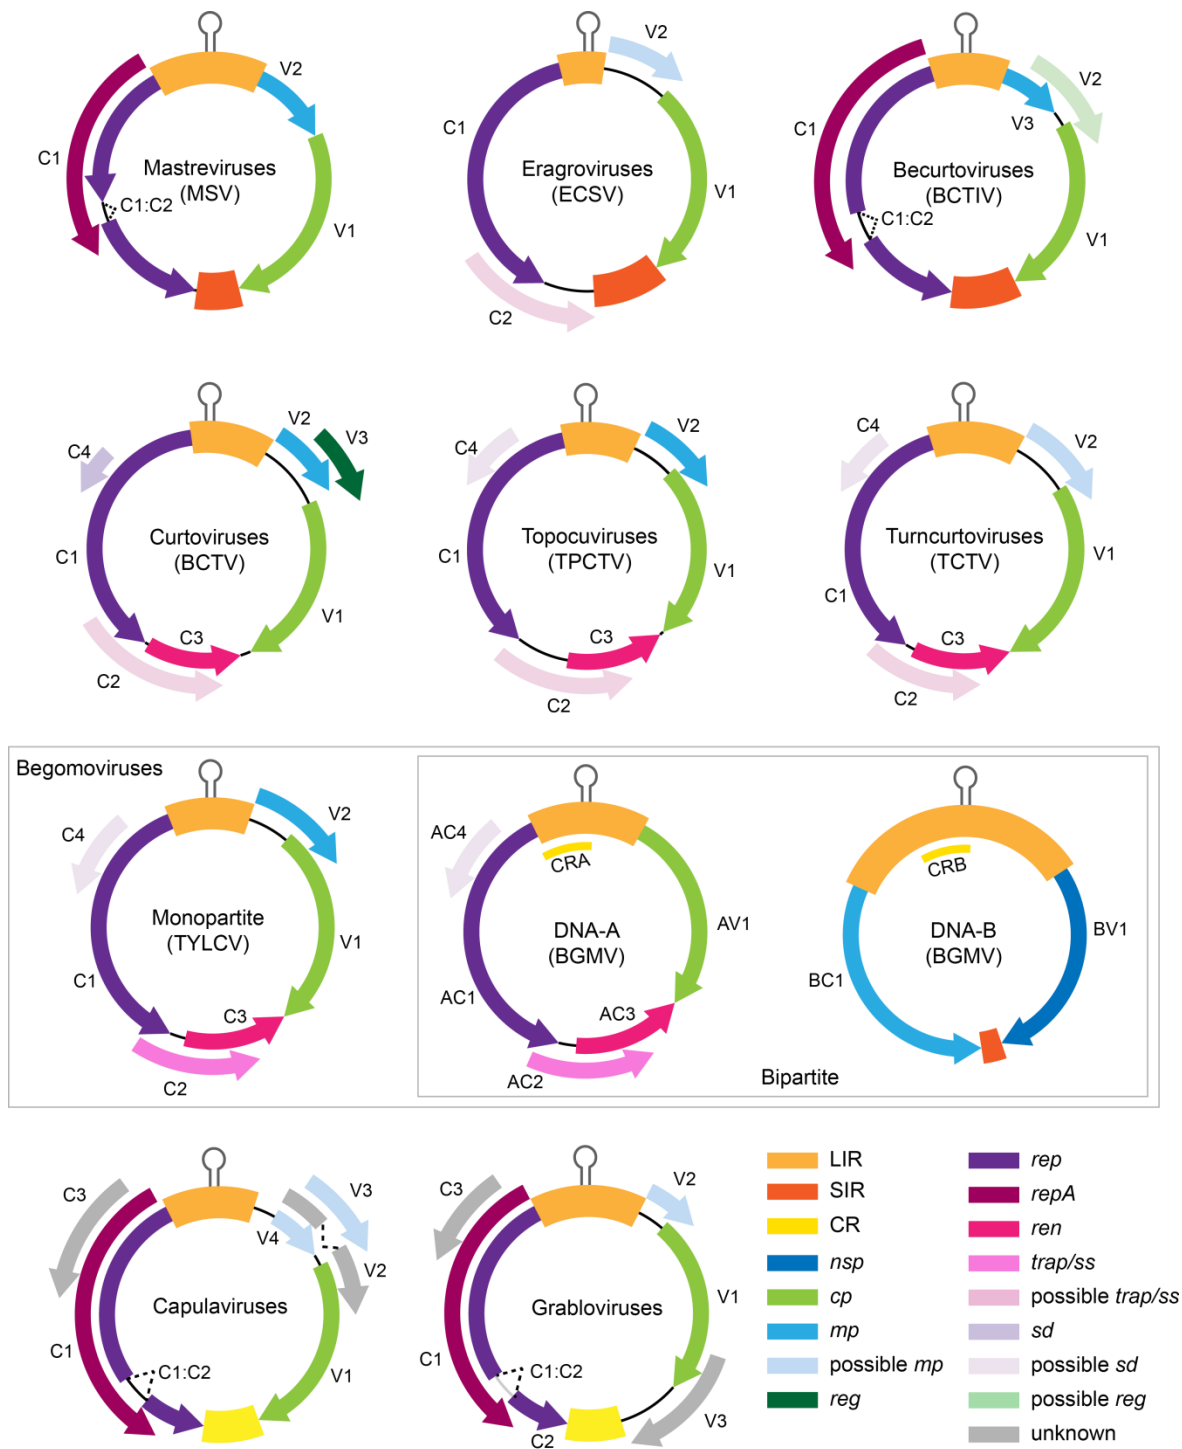 V2
C1
Mastreviruses
(MSV)
C1:C2
V1
V2
C1
Eragroviruses
(ECSV)
V1
C2
V2
C1
V3
Becurtoviruses
(BCTIV)
C1:C2
V1
V2
V3
C4
Curtoviruses
(BCTV)
C1
V1
C3
C2
V2
C4
Topocuviruses
(TPCTV)
C1
V1
C3
C2
V2
C4
Turncurtoviruses
(TCTV)
V1
C1
C3
C2
Begomoviruses
V2
C4
Monopartite
(TYLCV)
V1
C1
C3
C2
AC4
CRA
AV1
DNA-A
(BGMV)
AC1
AC3
AC2
CRB
DNA-B
(BGMV)
BV1
BC1
Bipartite
C3
V3
V4
V2
Capulaviruses
C1
C1:C2
V1
C3
V2
V1
Grabloviruses
C1
C1:C2
V3
C2
LIR
SIR
CR
nsp
cp
mp
possible mp
reg
rep
repA
ren
trap/ss
possible trap/ss
sd
possible sd
possible reg
unknown